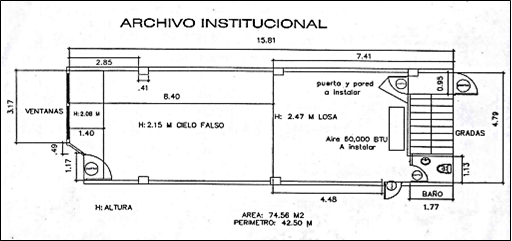 ARCHIVO INSTITUCIONAL
15.81
2.85
7.41
.41
puerta y pared
a instalar
0.95
3.17
VENTANAS
H: 2.08 M
8.40
H: 2.47 M LOSA
4.79
1.40
H: 2.15 M CIELO FALSO
Aire 60,000 BTU
A instalar
GRADAS
.49
1.17
1.13
4.48
BAÑO
1.77
H: ALTURA
AREA: 74.56 M2
PERIMETRO: 42.50 M